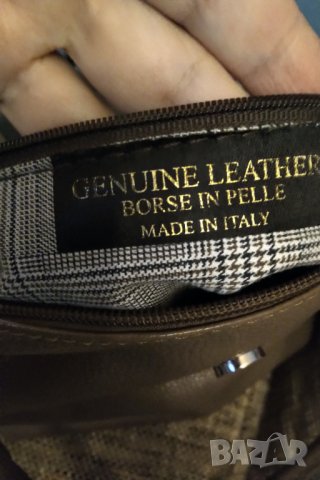 GENUINE LEATHER
BORSE IN PELLE
MADE IN ITALY
BAZAR